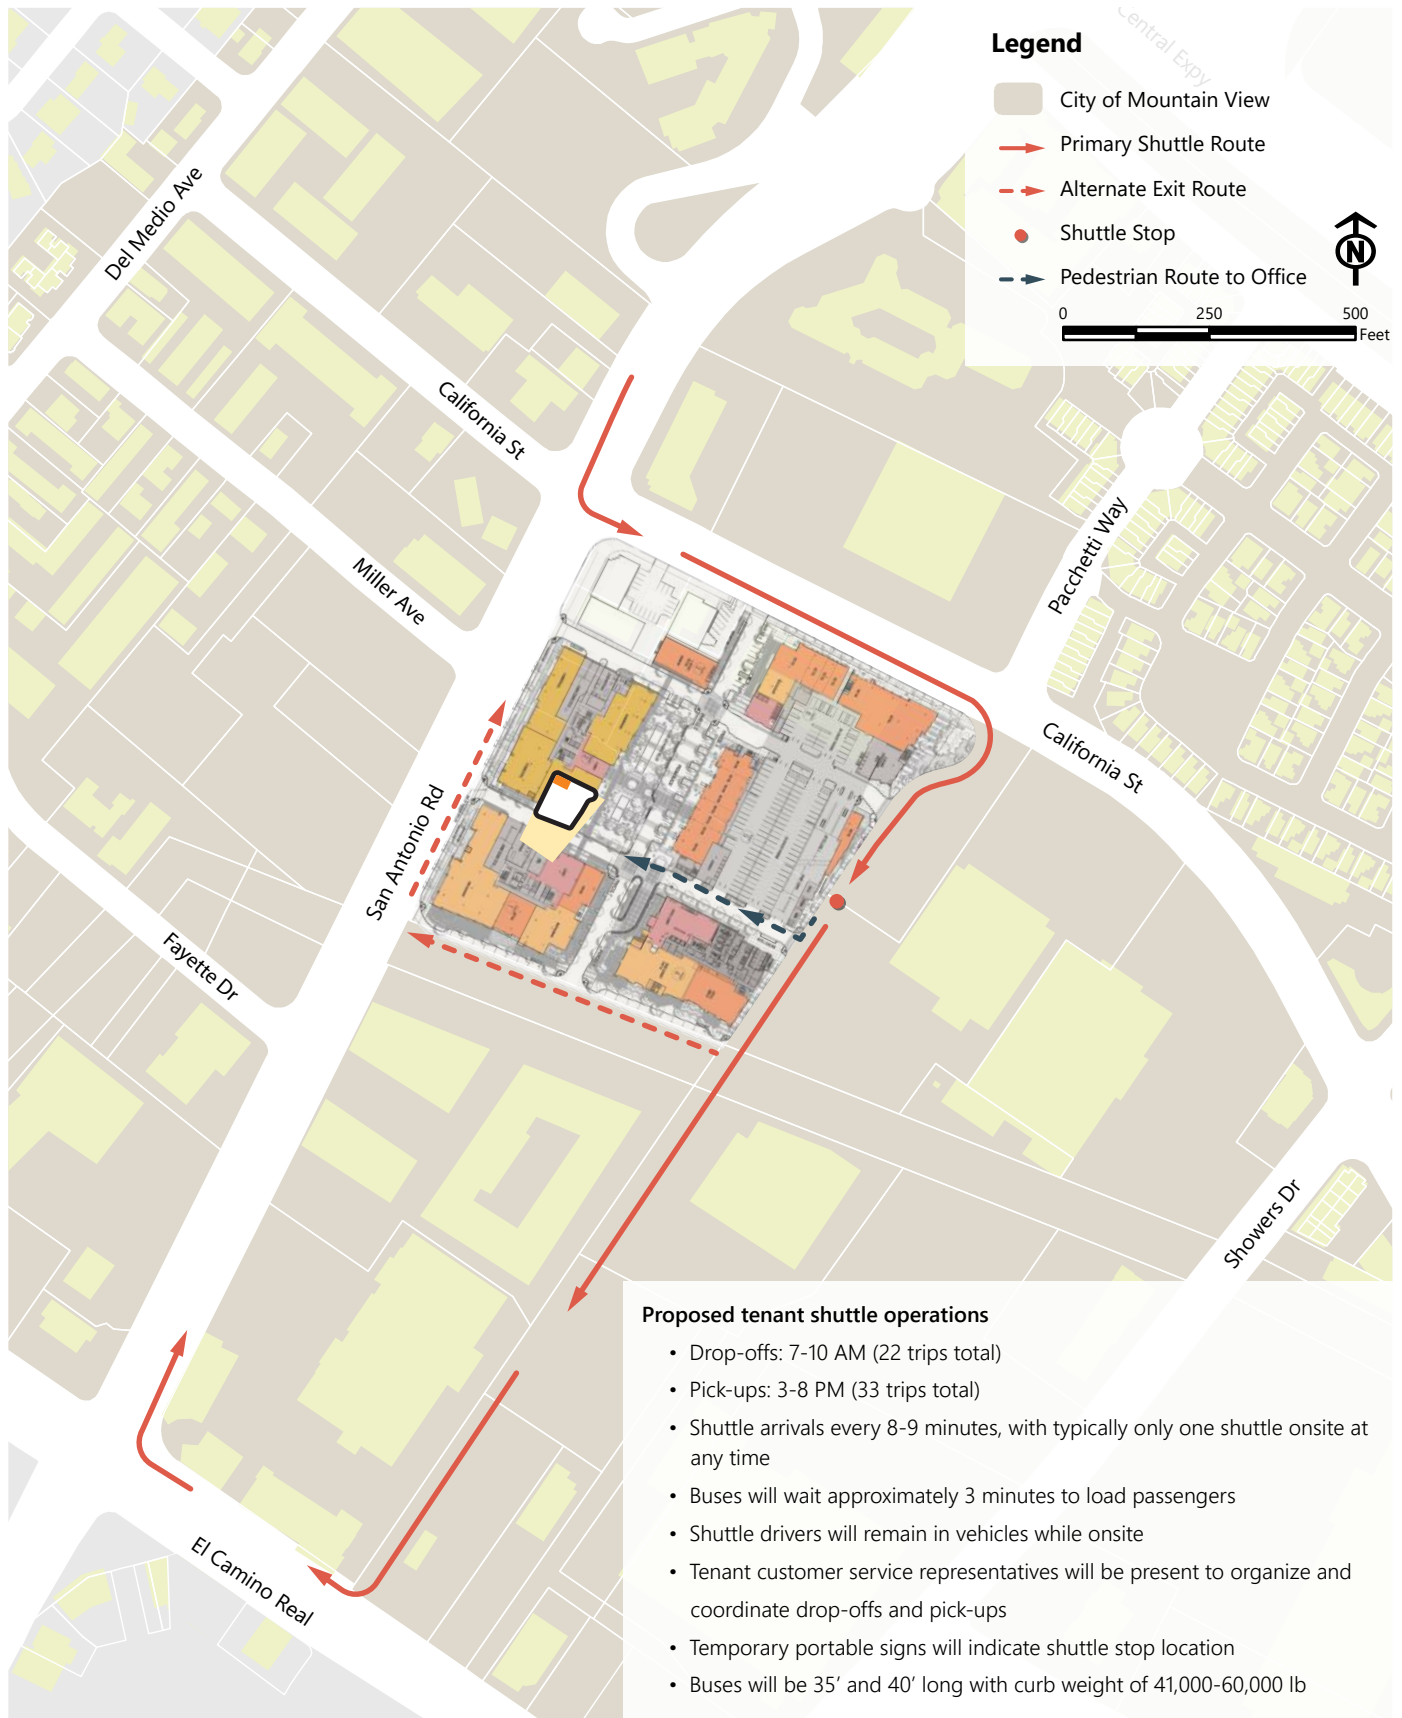 Central Expy
Legend
City of Mountain View
Primary Shuttle Route
Alternate Exit Route
Shuttle Stop
N
Pedestrian Route to Office
0 250 500
Feet
Del Medio Ave
California St
Pacchetti Way
Miller Ave
California St
San Antonio Rd
Fayette Dr
Showers Dr
El Camino Real
Proposed tenant shuttle operations
• Drop-offs: 7-10 AM (22 trips total)
• Pick-ups: 3-8 PM (33 trips total)
• Shuttle arrivals every 8-9 minutes, with typically only one shuttle onsite at
any time
• Buses will wait approximately 3 minutes to load passengers
• Shuttle drivers will remain in vehicles while onsite
• Tenant customer service representatives will be present to organize and
coordinate drop-offs and pick-ups
• Temporary portable signs will indicate shuttle stop location
• Buses will be 35’ and 40’ long with curb weight of 41,000-60,000 lb